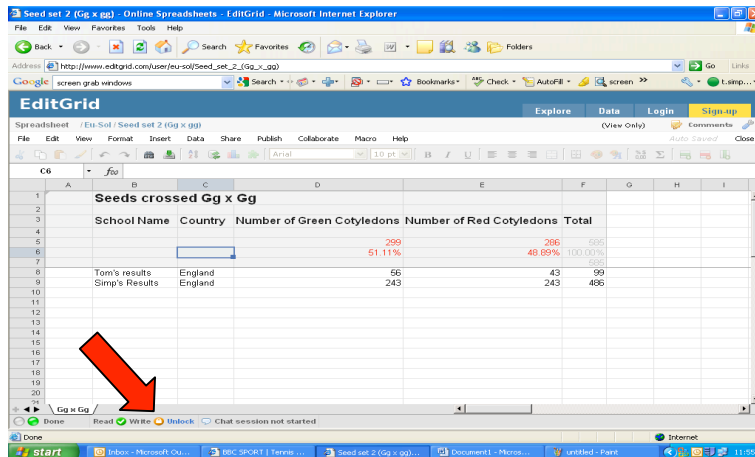 Seed set 2 (Gg x gg) - Online Spreadsheets - EditGrid - Microsoft Internet Explorer
File Edit View Favorites Tools Help
Back Search Favorites Folders
Address http://www.editgrid.com/user/eu-sol/Seed_set_2_(Gg_x_gg) Go Links
Google screen grab windows Search Bookmarks Check AutoFill screen >> t.simp...
EditGrid
Explore Data Login Sign-up
Spreadsheet / Eu-Sol / Seed set 2 (Gg x gg) (View Only) Comments
File Edit View Format Insert Data Share Publish Collaborate Macro Help Auto Saved Close
Arial 10 pt B I U Σ
C6 fx
A B C D E F G H I
1 Seeds crossed Gg x Gg
2
3 School Name Country Number of Green Cotyledons Number of Red Cotyledons Total
4
5 299 286 585
6 51.11% 48.89% 100.00%
7 585
8 Tom's results England 56 43 99
9 Simp's Results England 243 243 486
10
11
12
13
14
15
16
17
18
19
20
21
Gg x Gg
Done Read Write Unlock Chat session not started
Done Internet
start Inbox - Microsoft Ou... BBC SPORT | Tennis ... Seed set 2 (Gg x gg)... Document1 - Micros... untitled - Paint